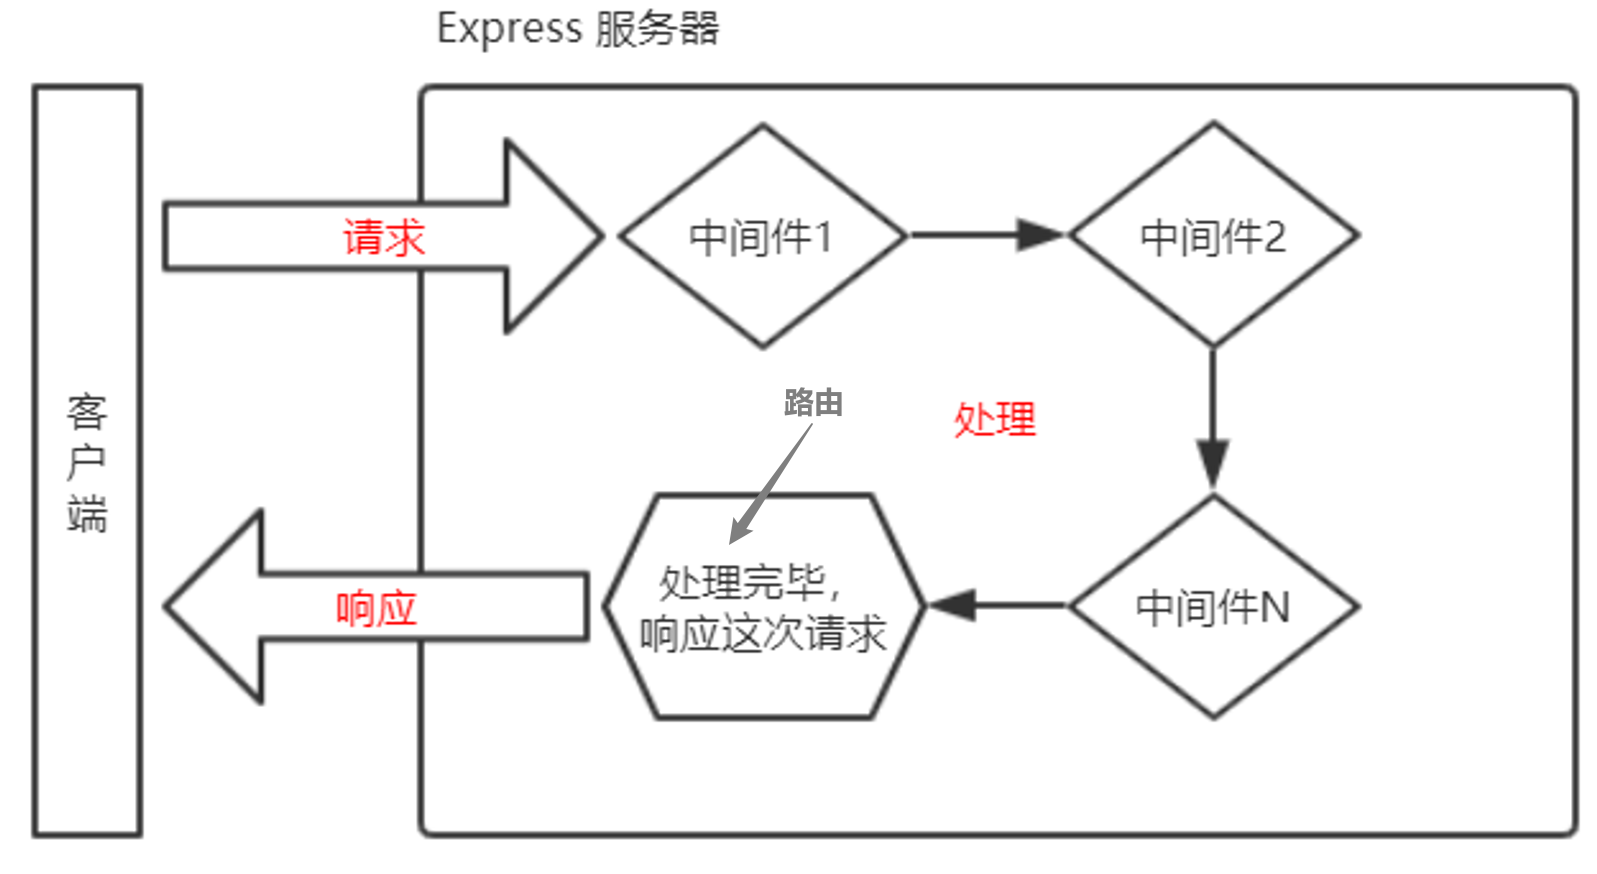 Express 服务器
客户端
请求
中间件1
中间件2
路由
处理
处理完毕，
响应这次请求
响应
中间件N